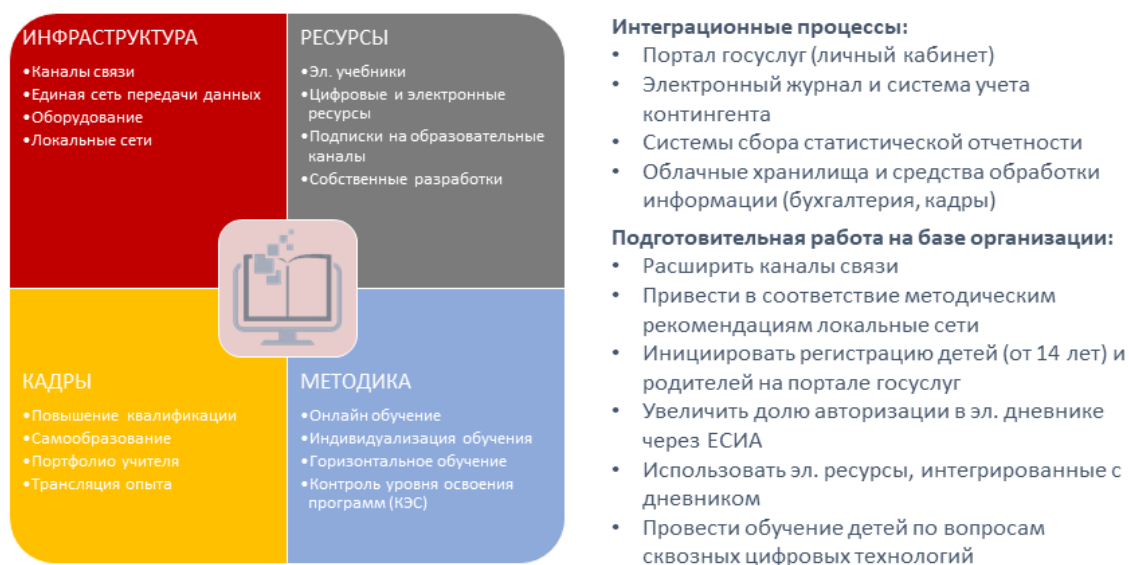 ИНФРАСТРУКТУРА
•Каналы связи
•Единая сеть передачи данных
•Оборудование
•Локальные сети
РЕСУРСЫ
•Эл. учебники
•Цифровые и электронные
ресурсы
•Подписки на образовательные
каналы
•Собственные разработки
КАДРЫ
•Повышение квалификации
•Самообразование
•Портфолио учителя
•Трансляция опыта
МЕТОДИКА
•Онлайн обучение
•Индивидуализация обучения
•Горизонтальное обучение
•Контроль уровня освоения
программ (КЭС)
Интеграционные процессы:
• Портал госуслуг (личный кабинет)
• Электронный журнал и система учета
контингента
• Системы сбора статистической отчетности
• Облачные хранилища и средства обработки
информации (бухгалтерия, кадры)
Подготовительная работа на базе организации:
• Расширить каналы связи
• Привести в соответствие методическим
рекомендациям локальные сети
• Инициировать регистрацию детей (от 14 лет) и
родителей на портале госуслуг
• Увеличить долю авторизации в эл. дневнике
через ЕСИА
• Использовать эл. ресурсы, интегрированные с
дневником
• Провести обучение детей по вопросам
сквозных цифровых технологий